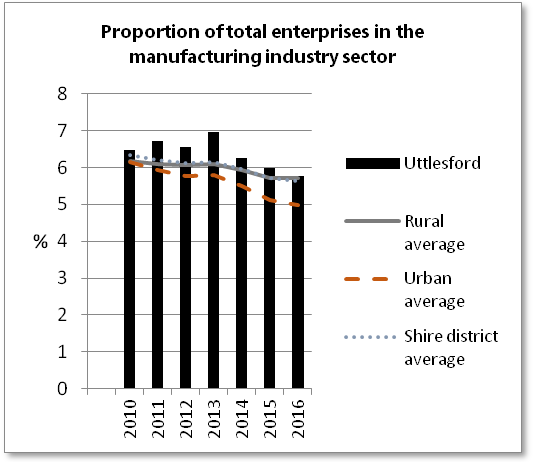 Proportion of total enterprises in the
manufacturing industry sector
8
7
6
5
%
4
3
2
1
0
2010
2011
2012
2013
2014
2015
2016
Uttlesford
Rural
average
Urban
average
Shire district
average